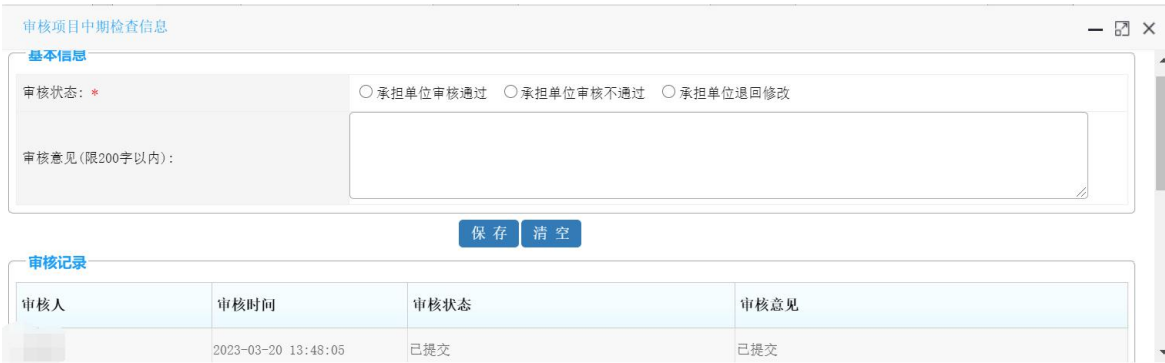 审核项目中期检查信息
基本信息
审核状态: * 承担单位审核通过 承担单位审核不通过 承担单位退回修改
审核意见(限200字以内):
保 存 清 空
审核记录
审核人 审核时间 审核状态 审核意见
2023-03-20 13:48:05 已提交 已提交